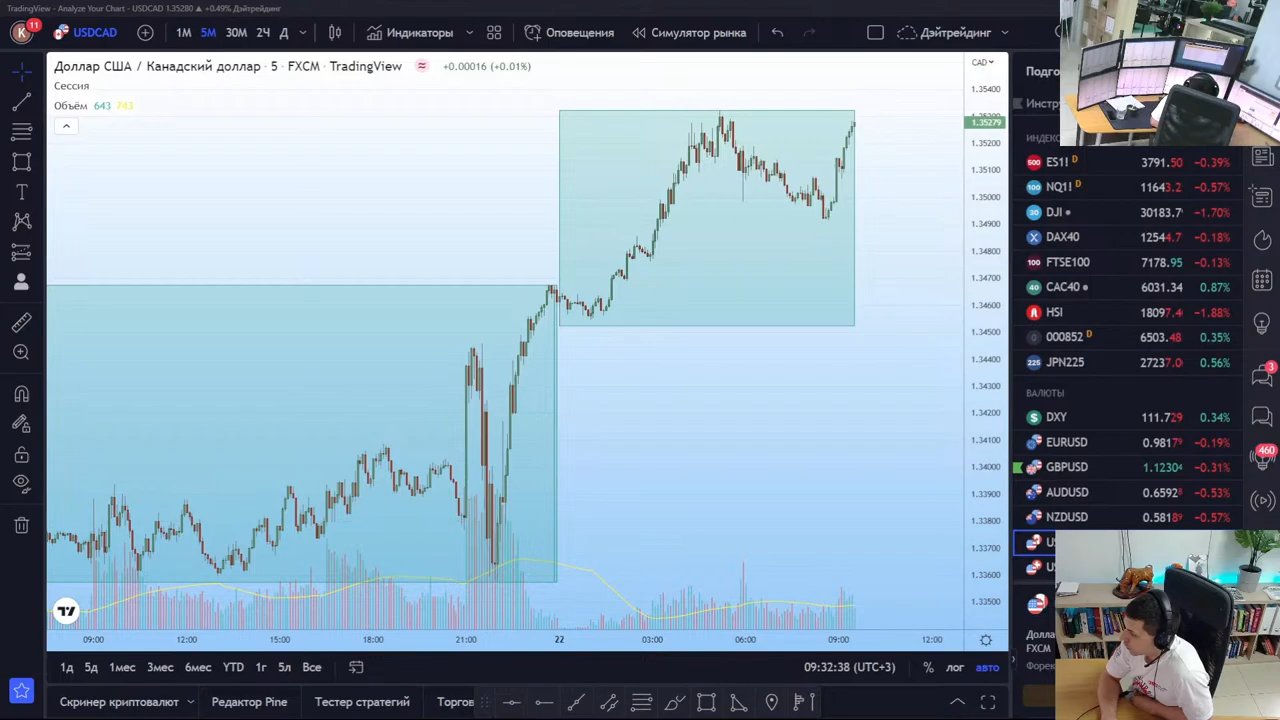 TradingView - Analyze Your Chart - USDCAD 1.35280 ▲ +0.49% Дэйтрейдинг
11
USDCAD
1М 5М 30М 2Ч Д
Индикаторы
Оповещения
Симулятор рынка
Дэйтрейдинг
Доллар США / Канадский доллар · 5 · FXCM · TradingView
+0.00016 (+0.01%)
Сессия
Объём 643 743
CAD
1.35400
1.35279
1.35200
1.35100
1.35000
1.34900
1.34800
1.34700
1.34600
1.34500
1.34400
1.34300
1.34200
1.34100
1.34000
1.33900
1.33800
1.33700
1.33600
1.33500
09:00 12:00 15:00 18:00 21:00 22 03:00 06:00 09:00 12:00
1д 5д 1мес 3мес 6мес YTD 1г 5л Все
09:32:38 (UTC+3)
% лог авто
Скринер криптовалют
Редактор Pine
Тестер стратегий
Торгов
Подго
Инстру
ИНДЕКС
ES1! D 3791.50 −0.39%
NQ1! D 11643.2 −0.57%
DJI 30183.7 −1.70%
DAX40 12544.7 −0.18%
FTSE100 7178.95 −0.13%
CAC40 6031.34 0.87%
HSI 18097.4 −1.88%
000852 D 6503.48 0.35%
JPN225 27237.0 0.56%
ВАЛЮТЫ
DXY 111.729 0.34%
EURUSD 0.98179 −0.19%
GBPUSD 1.12304 −0.31%
AUDUSD 0.65928 −0.53%
NZDUSD 0.58189 −0.57%
US
US
Долла
FXCM
Форек
3
460